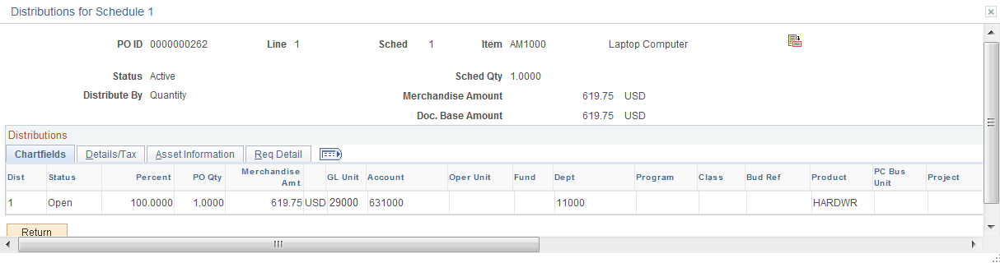 Distributions for Schedule 1
PO ID 0000000262 Line 1 Sched 1 Item AM1000 Laptop Computer
Status Active Sched Qty 1.0000
Distribute By Quantity Merchandise Amount 619.75 USD
Doc. Base Amount 619.75 USD
Distributions
Chartfields Details/Tax Asset Information Req Detail
Dist Status Percent PO Qty Merchandise Amt GL Unit Account Oper Unit Fund Dept Program Class Bud Ref Product PC Bus Unit Project
1 Open 100.0000 1.0000 619.75 USD 29000 631000 11000 HARDWR
Return